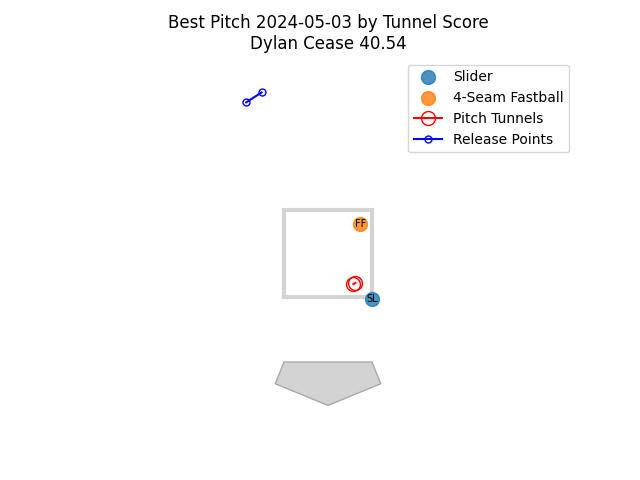 Best Pitch 2024-05-03 by Tunnel Score
Dylan Cease 40.54
Slider
4-Seam Fastball
Pitch Tunnels
Release Points
FF
SL